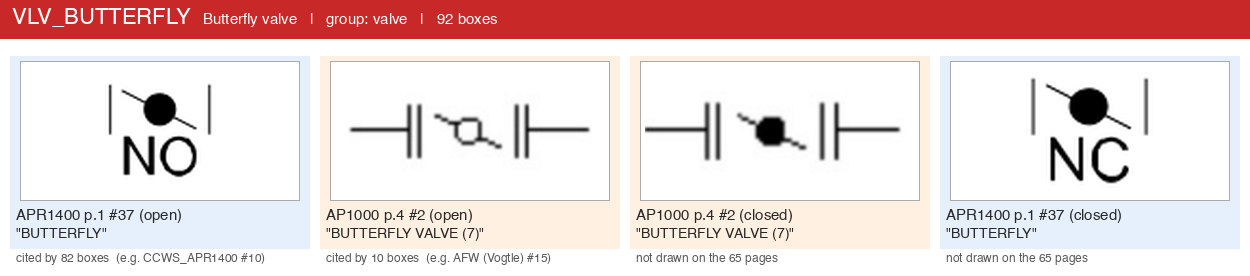 VLV_BUTTERFLY Butterfly valve | group: valve | 92 boxes
NO
NC
APR1400 p.1 #37 (open)
"BUTTERFLY"
cited by 82 boxes (e.g. CCWS_APR1400 #10)
AP1000 p.4 #2 (open)
"BUTTERFLY VALVE (7)"
cited by 10 boxes (e.g. AFW (Vogtle) #15)
AP1000 p.4 #2 (closed)
"BUTTERFLY VALVE (7)"
not drawn on the 65 pages
APR1400 p.1 #37 (closed)
"BUTTERFLY"
not drawn on the 65 pages